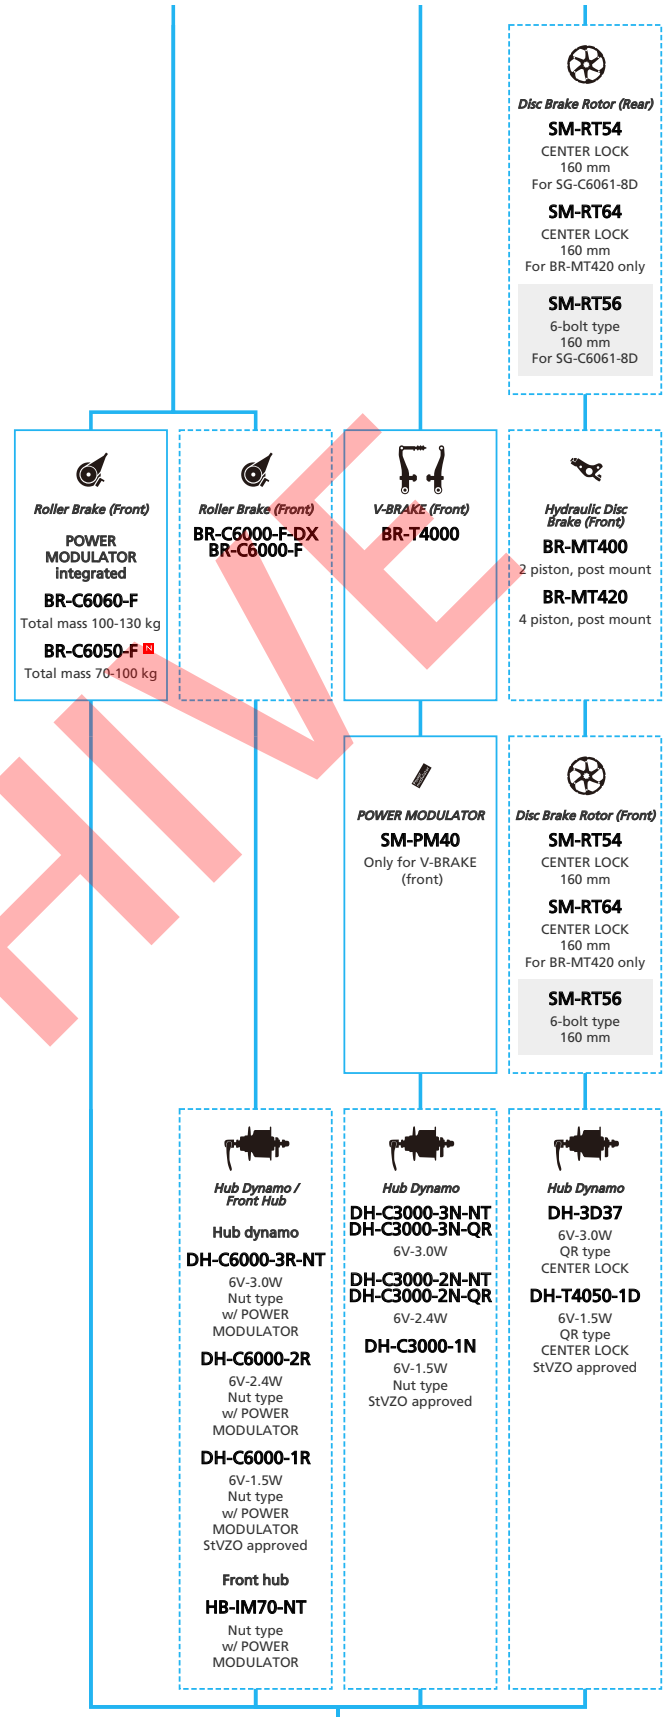 Disc Brake Rotor (Rear)
SM-RT54
CENTER LOCK
160 mm
For SG-C6061-8D
SM-RT64
CENTER LOCK
160 mm
For BR-MT420 only
SM-RT56
6-bolt type
160 mm
For SG-C6061-8D
Roller Brake (Front)
POWER
MODULATOR
integrated
BR-C6060-F
Total mass 100-130 kg
BR-C6050-F N
Total mass 70-100 kg
Roller Brake (Front)
BR-C6000-F-DX
BR-C6000-F
V-BRAKE (Front)
BR-T4000
Hydraulic Disc
Brake (Front)
BR-MT400
2 piston, post mount
BR-MT420
4 piston, post mount
POWER MODULATOR
SM-PM40
Only for V-BRAKE
(front)
Disc Brake Rotor (Front)
SM-RT54
CENTER LOCK
160 mm
SM-RT64
CENTER LOCK
160 mm
For BR-MT420 only
SM-RT56
6-bolt type
160 mm
Hub Dynamo /
Front Hub
Hub dynamo
DH-C6000-3R-NT
6V-3.0W
Nut type
w/ POWER
MODULATOR
DH-C6000-2R
6V-2.4W
Nut type
w/ POWER
MODULATOR
DH-C6000-1R
6V-1.5W
Nut type
w/ POWER
MODULATOR
StVZO approved
Front hub
HB-IM70-NT
Nut type
w/ POWER
MODULATOR
Hub Dynamo
DH-C3000-3N-NT
DH-C3000-3N-QR
6V-3.0W
DH-C3000-2N-NT
DH-C3000-2N-QR
6V-2.4W
DH-C3000-1N
6V-1.5W
Nut type
StVZO approved
Hub Dynamo
DH-3D37
6V-3.0W
QR type
CENTER LOCK
DH-T4050-1D
6V-1.5W
QR type
CENTER LOCK
StVZO approved
HIVE